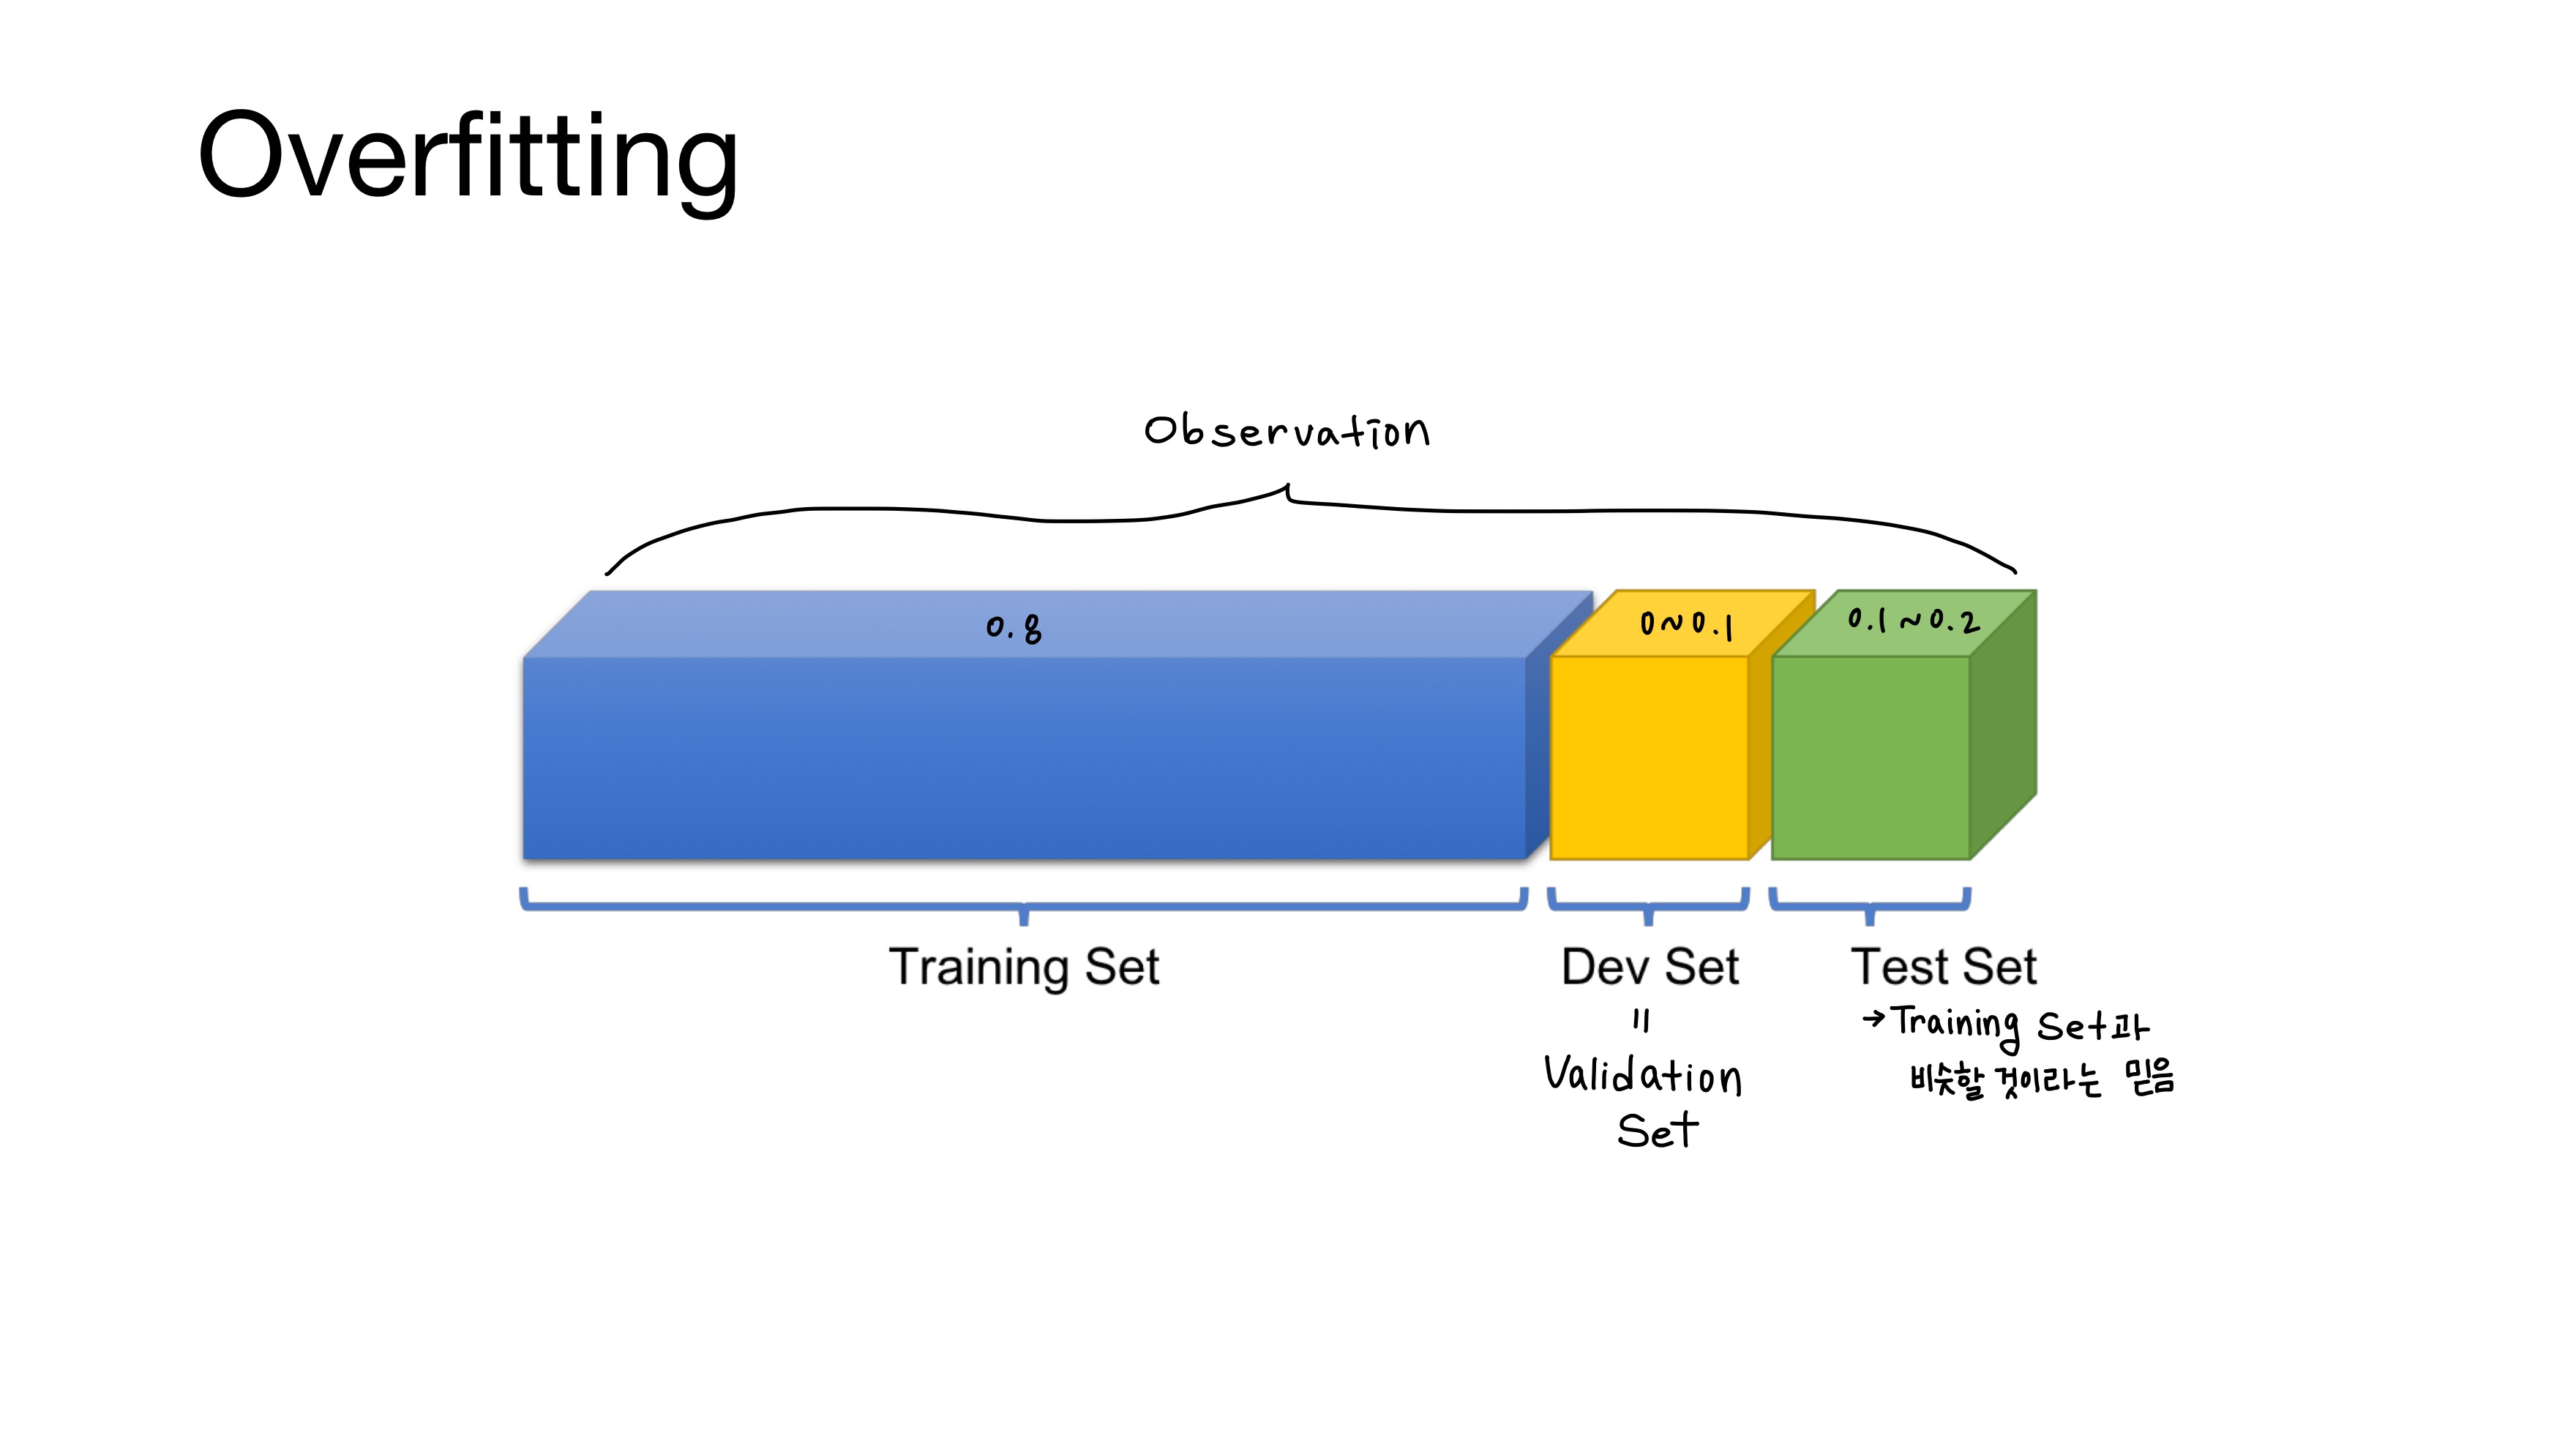 Overfitting
Observation
0.8
0~0.1
0.1~0.2
Training Set
Dev Set
Test Set
=
Validation
Set
→Training Set과
비슷할 것이라는 믿음